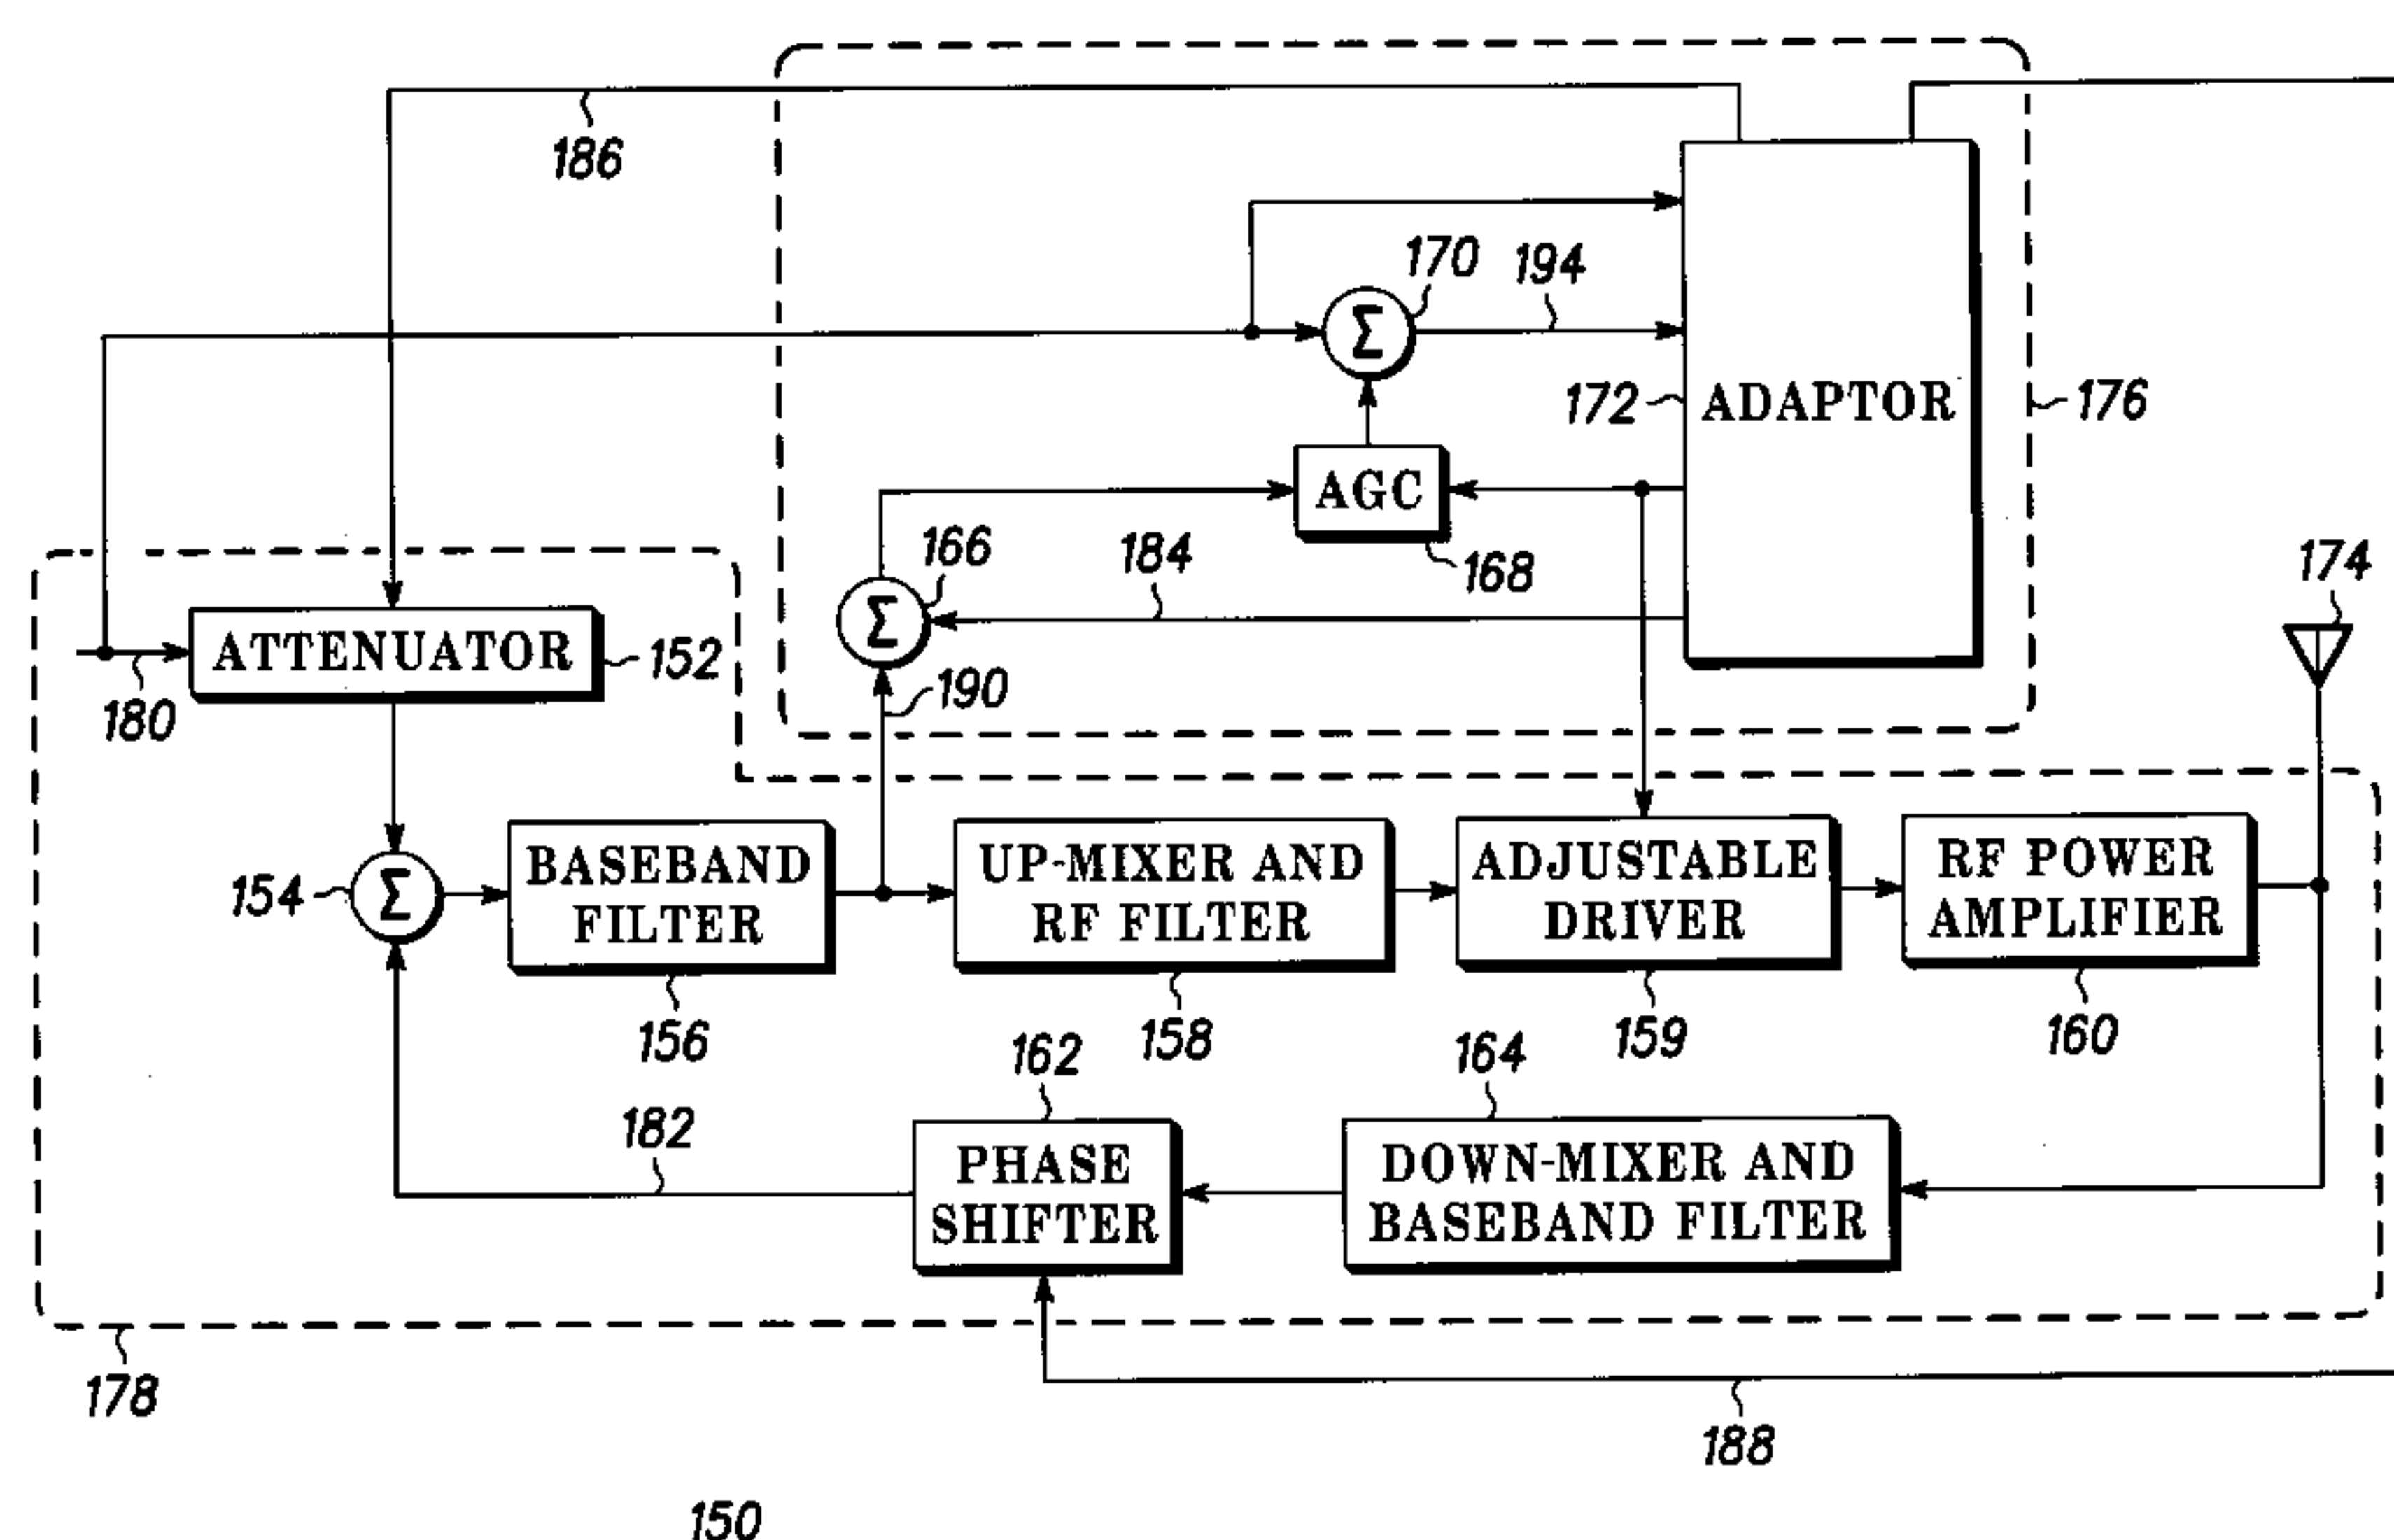 186
170
194
Σ
172
ADAPTOR
176
AGC
166
184
168
174
Σ
ATTENUATOR
152
180
190
154
Σ
BASEBAND
FILTER
UP-MIXER AND
RF FILTER
ADJUSTABLE
DRIVER
RF POWER
AMPLIFIER
156
158
159
160
162
164
182
PHASE
SHIFTER
DOWN-MIXER AND
BASEBAND FILTER
178
188
150